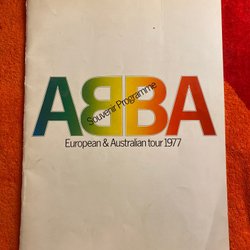 ABBA
Souvenir Programme
European & Australian tour 1977